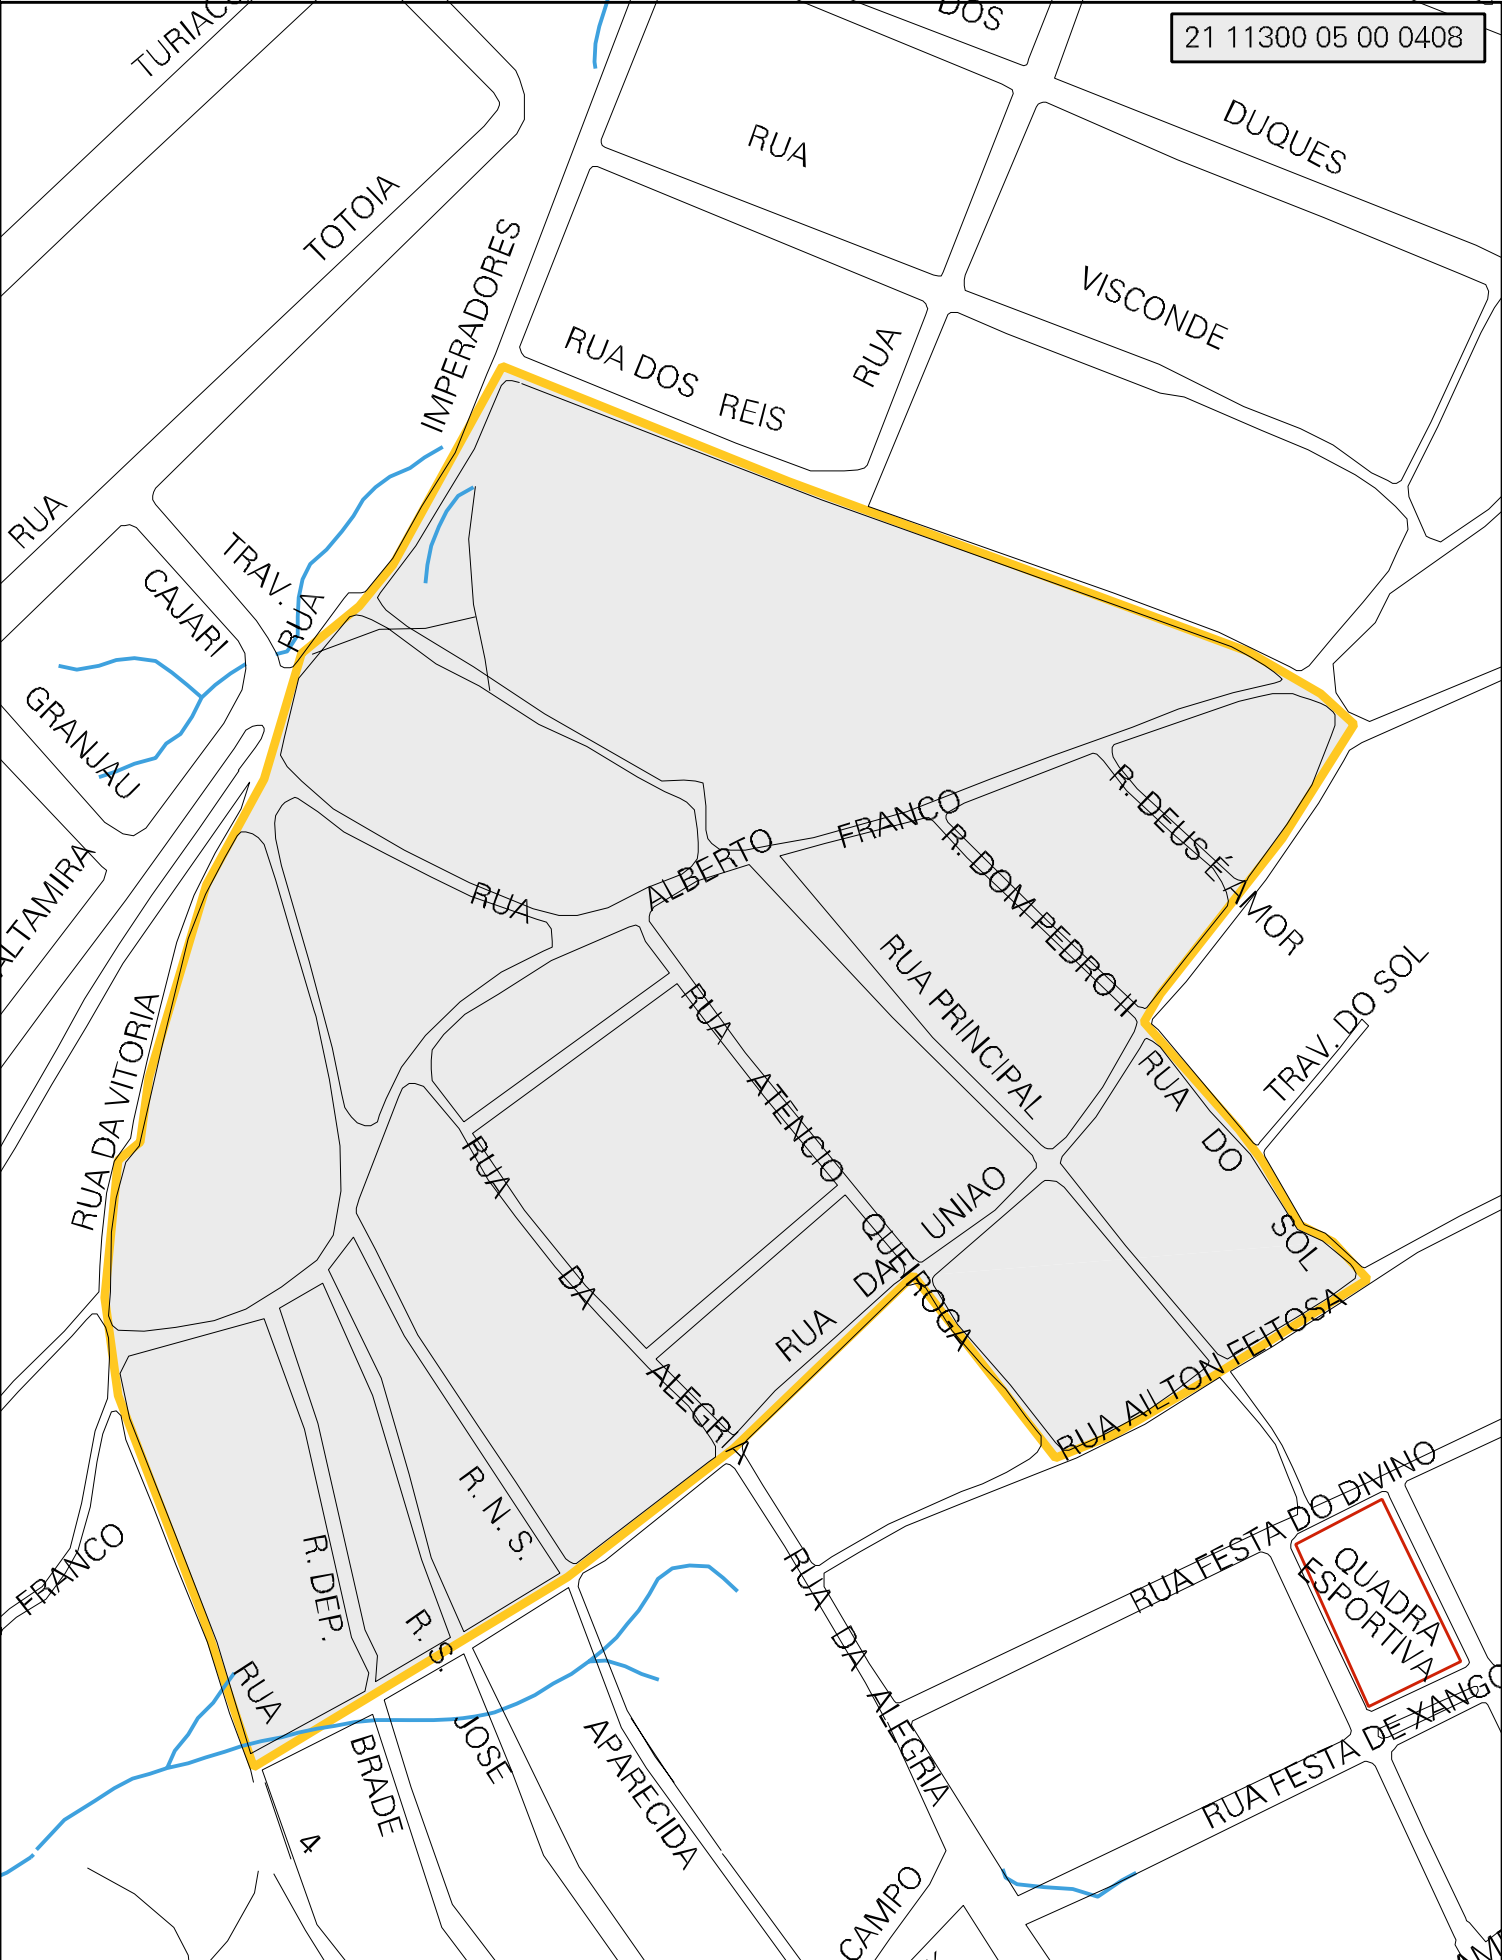 DOS
21 11300 05 00 0408
RUA
DUQUES
TOTOIA
IMPERADORES
VISCONDE
RUA DOS REIS
RUA
RUA
TRAV.
CAJARI
RUA
GRANJAU
R. DEUS É AMOR
RUA ALBERTO FRANCO
R. DOM PEDRO II
ALTAMIRA
RUA PRINCIPAL
TRAV. DO SOL
RUA DA VITORIA
RUA ATENCIO QUEIROGA
RUA DO SOL
RUA DA ALEGRIA
RUA DA UNIAO
RUA AILTON FEITOSA
RUA FESTA DO DIVINO
R. N. S.
APARECIDA
FRANCO
R. DEP.
BRADE
R. S.
JOSE
QUADRA
ESPORTIVA
RUA DA ALEGRIA
RUA 4
RUA FESTA DE XANGO
CAMPO